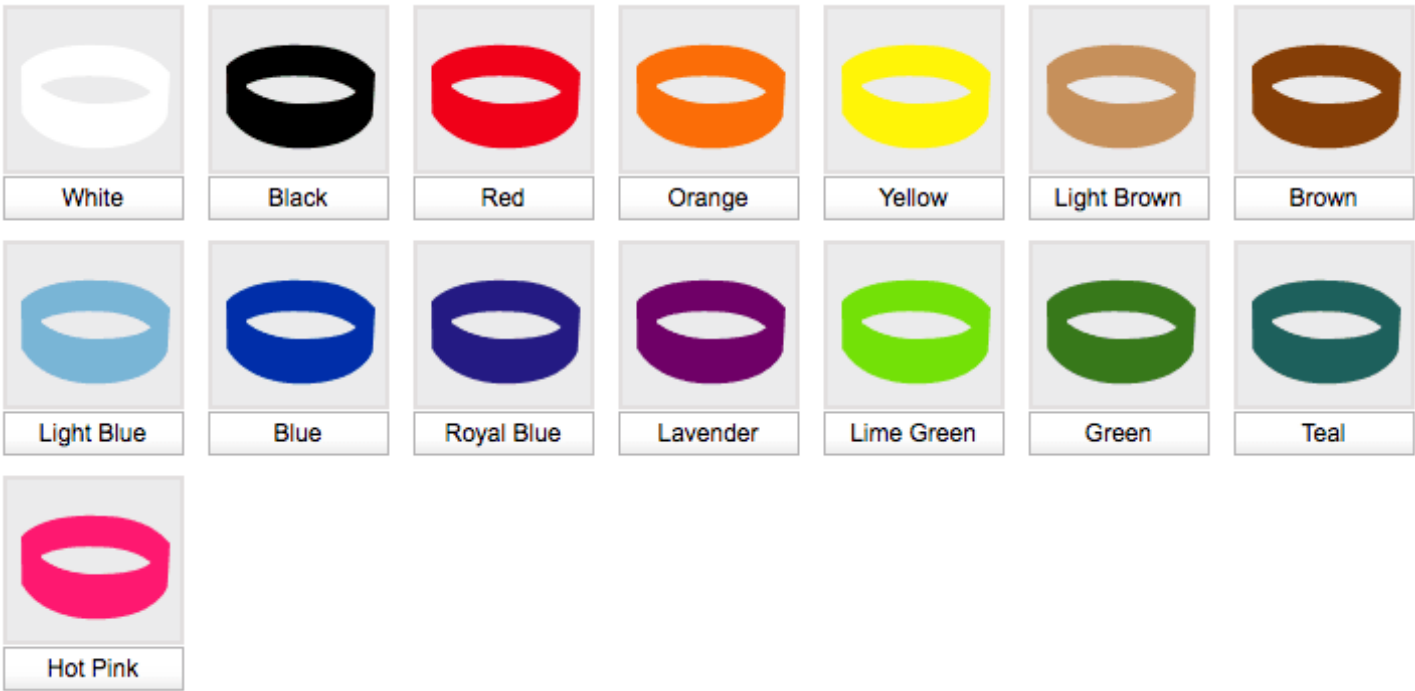 White Black Red Orange Yellow Light Brown Brown
Light Blue Blue Royal Blue Lavender Lime Green Green Teal
Hot Pink